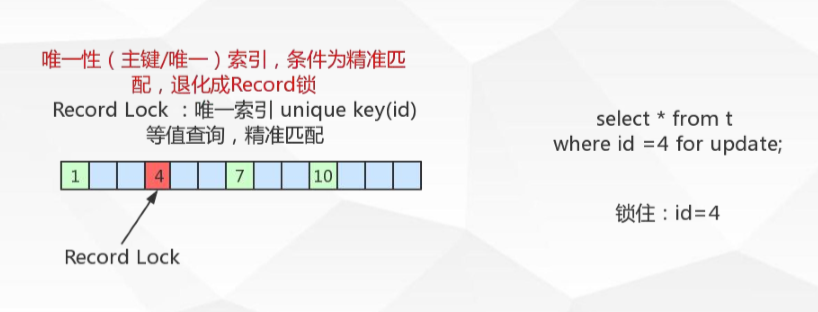 唯一性（主键/唯一）索引，条件为精准匹
配，退化成Record锁
Record Lock ：唯一索引 unique key(id)
等值查询，精准匹配
1 4 7 10
Record Lock
select * from t
where id =4 for update;
锁住：id=4